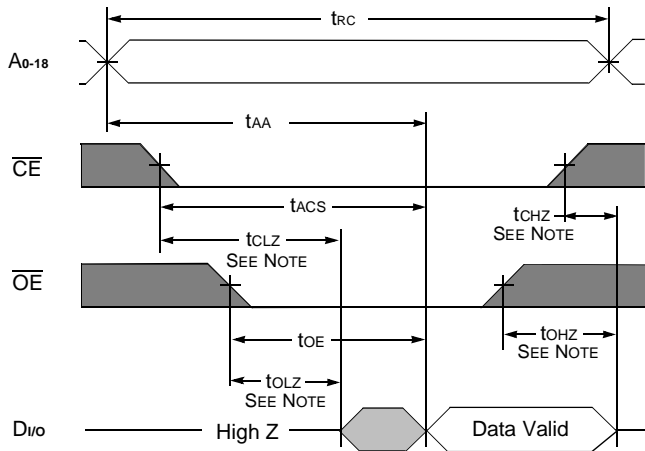 tRC
A0-18
tAA
CE
tACS
tCHZ
SEE NOTE
tCLZ
SEE NOTE
OE
tOE
tOHZ
SEE NOTE
tOLZ
SEE NOTE
DI/O
High Z
Data Valid